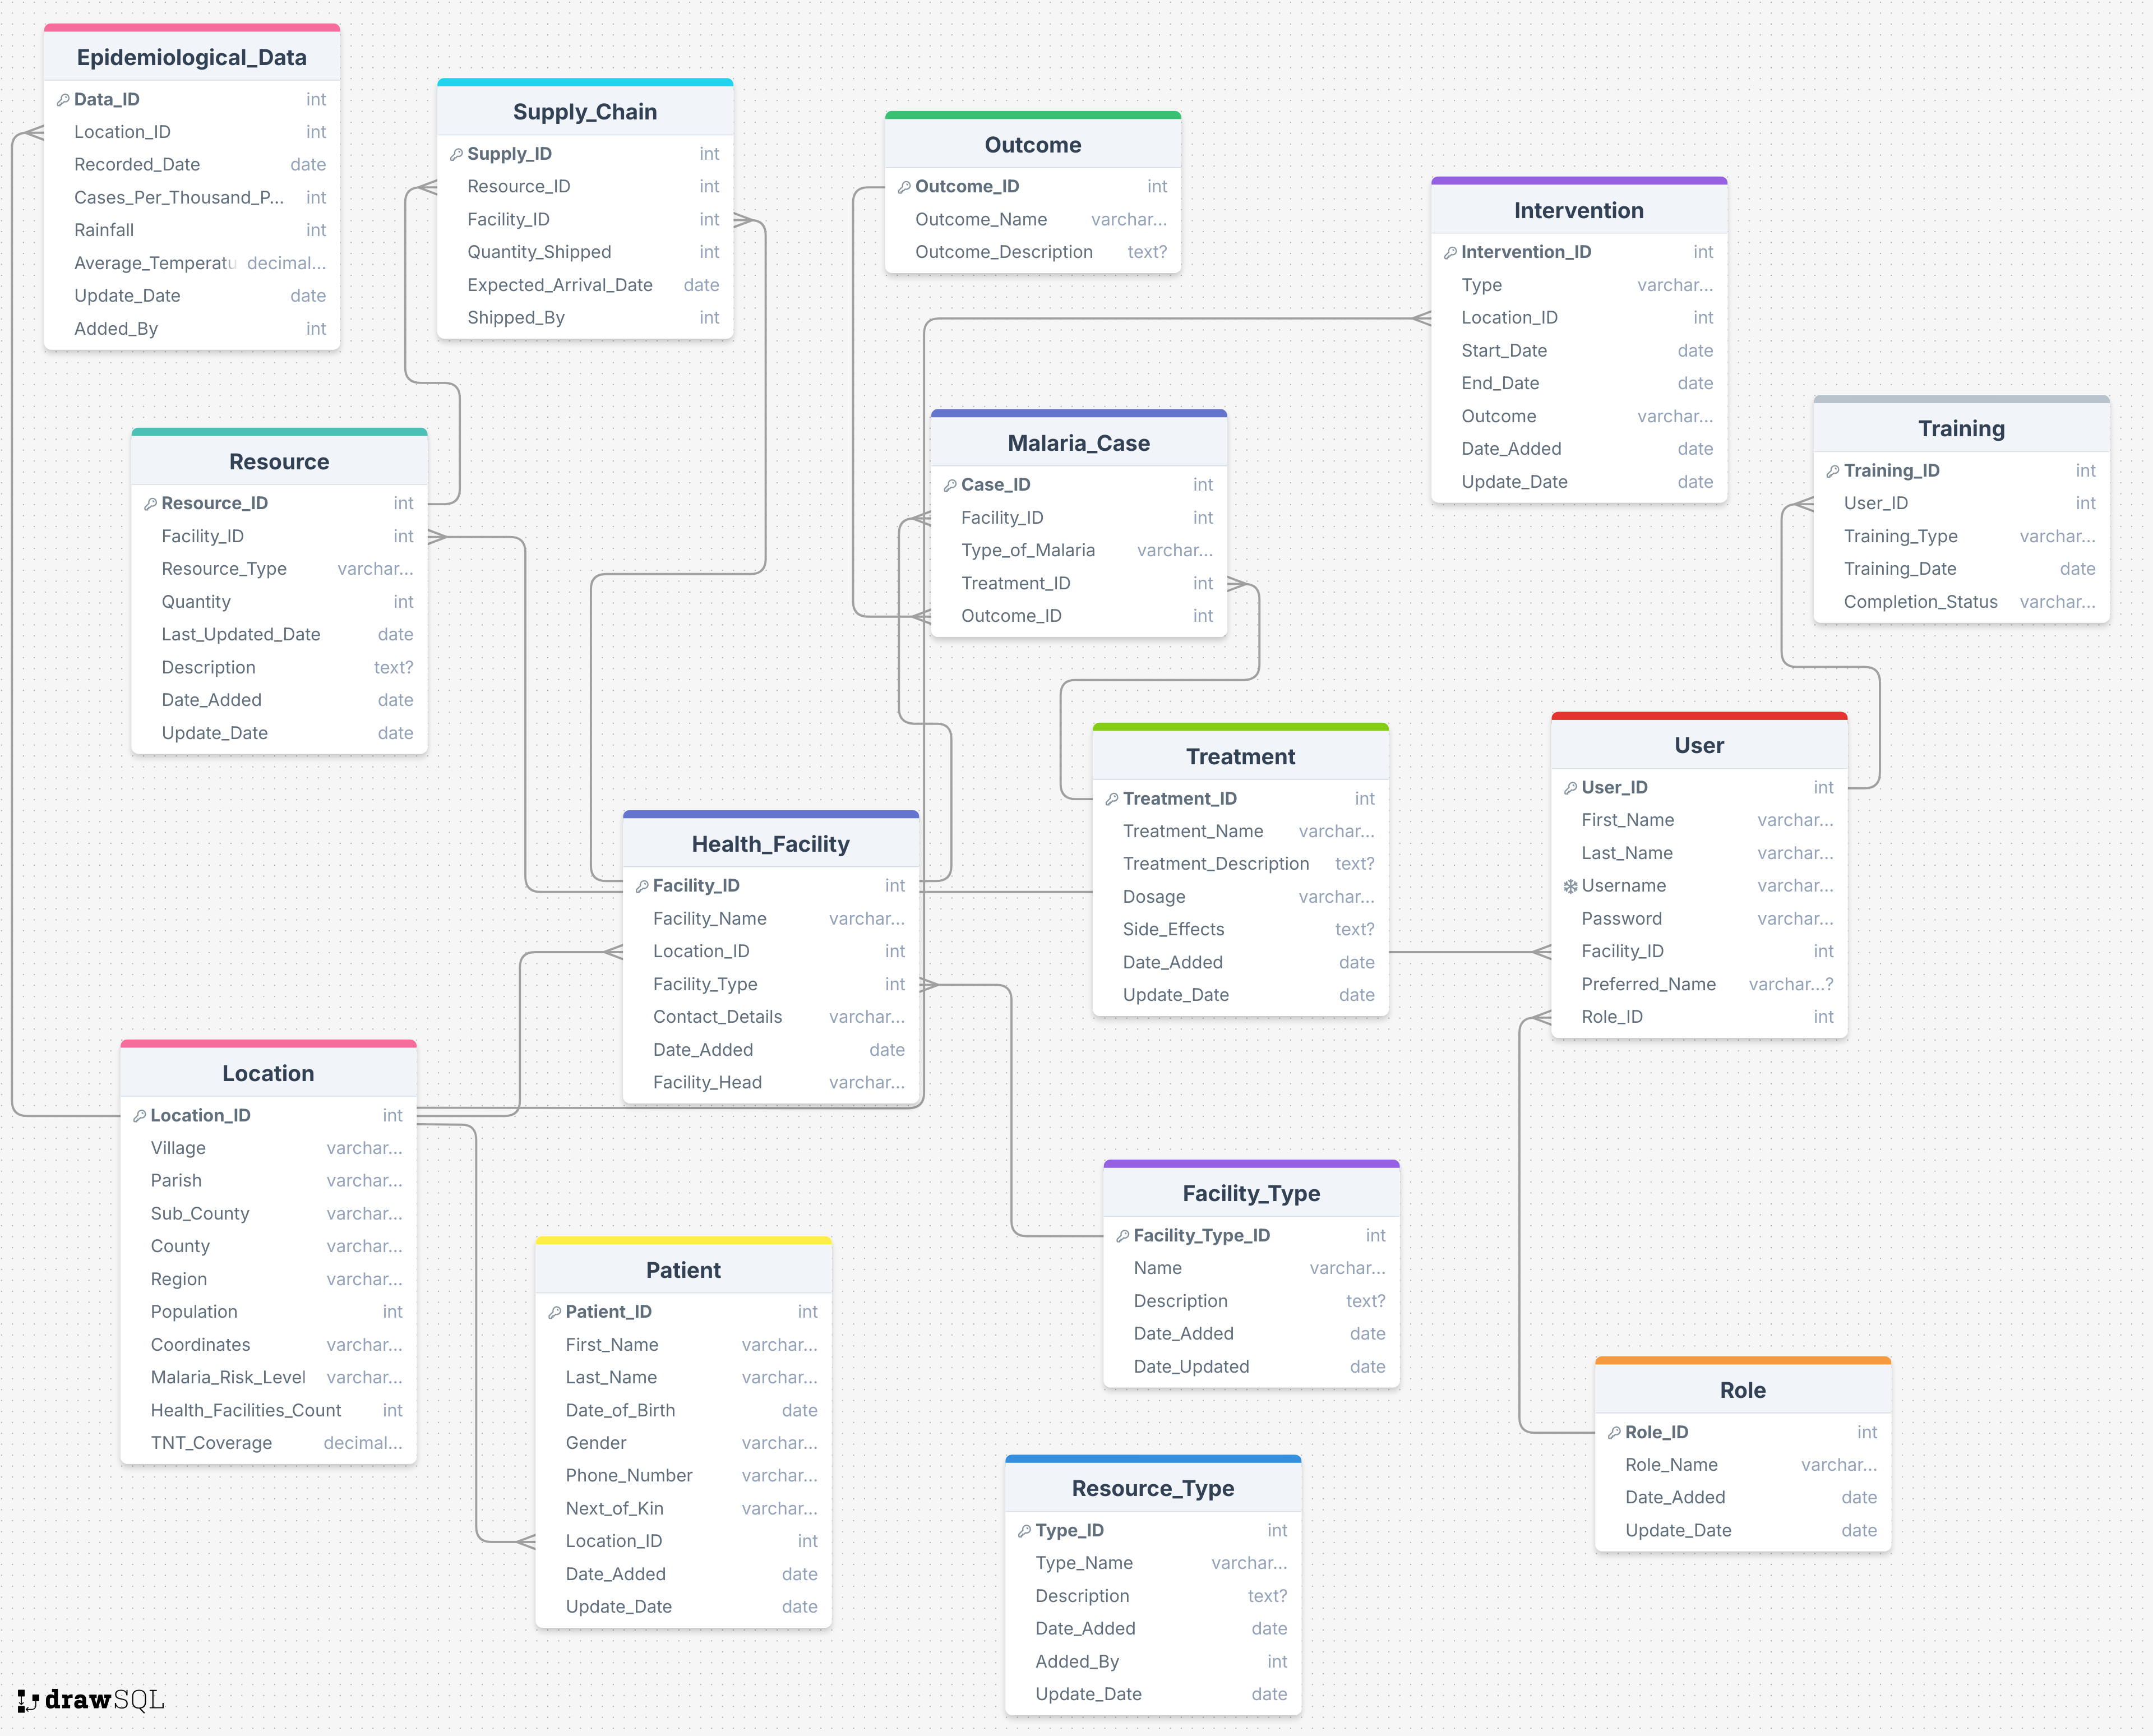 Epidemiological_Data
Data_ID int
Location_ID int
Recorded_Date date
Cases_Per_Thousand_P... int
Rainfall int
Average_Temperatu decimal...
Update_Date date
Added_By int
Supply_Chain
Supply_ID int
Resource_ID int
Facility_ID int
Quantity_Shipped int
Expected_Arrival_Date date
Shipped_By int
Outcome
Outcome_ID int
Outcome_Name varchar...
Outcome_Description text?
Intervention
Intervention_ID int
Type varchar...
Location_ID int
Start_Date date
End_Date date
Outcome varchar...
Date_Added date
Update_Date date
Training
Training_ID int
User_ID int
Training_Type varchar...
Training_Date date
Completion_Status varchar...
Resource
Resource_ID int
Facility_ID int
Resource_Type varchar...
Quantity int
Last_Updated_Date date
Description text?
Date_Added date
Update_Date date
Malaria_Case
Case_ID int
Facility_ID int
Type_of_Malaria varchar...
Treatment_ID int
Outcome_ID int
Treatment
Treatment_ID int
Treatment_Name varchar...
Treatment_Description text?
Dosage varchar...
Side_Effects text?
Date_Added date
Update_Date date
User
User_ID int
First_Name varchar...
Last_Name varchar...
Username varchar...
Password varchar...
Facility_ID int
Preferred_Name varchar...?
Role_ID int
Health_Facility
Facility_ID int
Facility_Name varchar...
Location_ID int
Facility_Type int
Contact_Details varchar...
Date_Added date
Facility_Head varchar...
Location
Location_ID int
Village varchar...
Parish varchar...
Sub_County varchar...
County varchar...
Region varchar...
Population int
Coordinates varchar...
Malaria_Risk_Level varchar...
Health_Facilities_Count int
TNT_Coverage decimal...
Patient
Patient_ID int
First_Name varchar...
Last_Name varchar...
Date_of_Birth date
Gender varchar...
Phone_Number varchar...
Next_of_Kin varchar...
Location_ID int
Date_Added date
Update_Date date
Facility_Type
Facility_Type_ID int
Name varchar...
Description text?
Date_Added date
Date_Updated date
Resource_Type
Type_ID int
Type_Name varchar...
Description text?
Date_Added date
Added_By int
Update_Date date
Role
Role_ID int
Role_Name varchar...
Date_Added date
Update_Date date
drawSQL